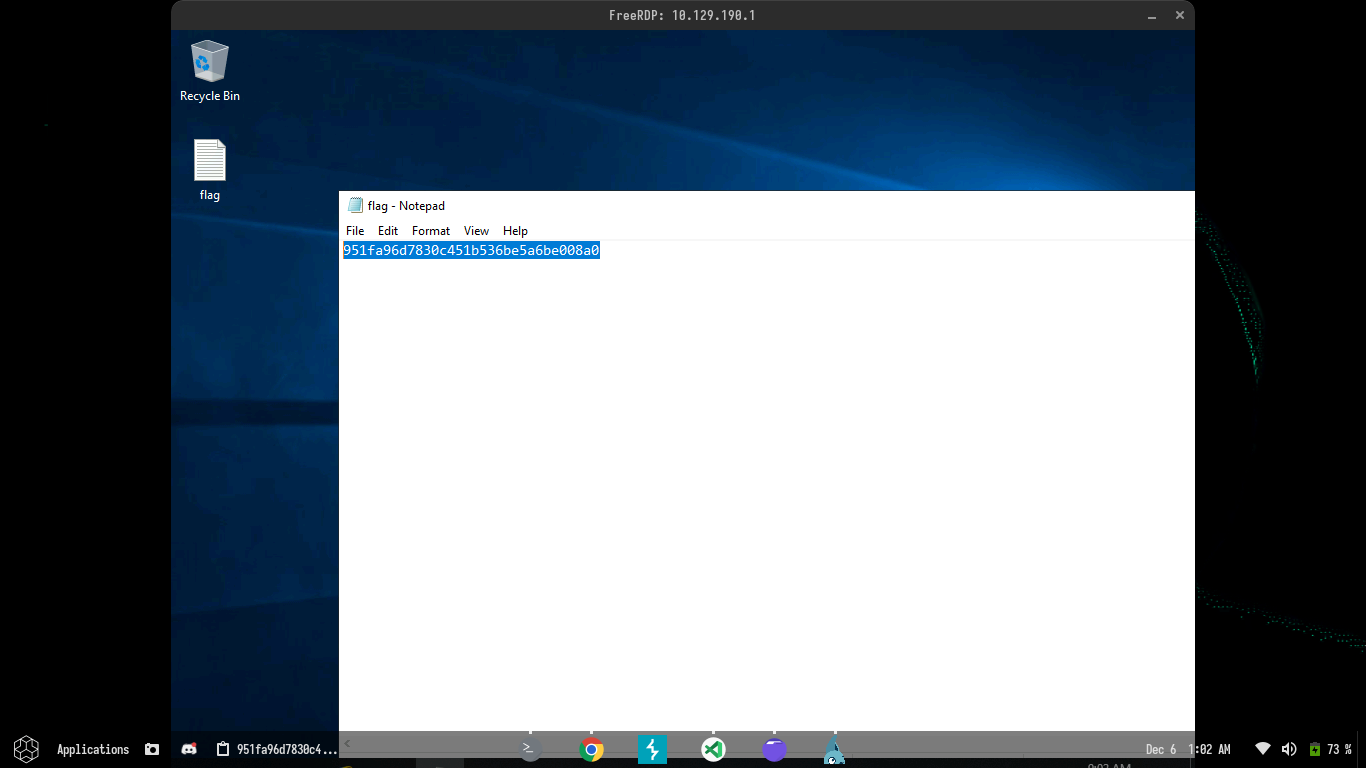 FreeRDP: 10.129.190.1
Recycle Bin
flag
flag - Notepad
File Edit Format View Help
951fa96d7830c451b536be5a6be008a0
Applications 951fa96d7830c4... Dec 6 1:02 AM 73 %